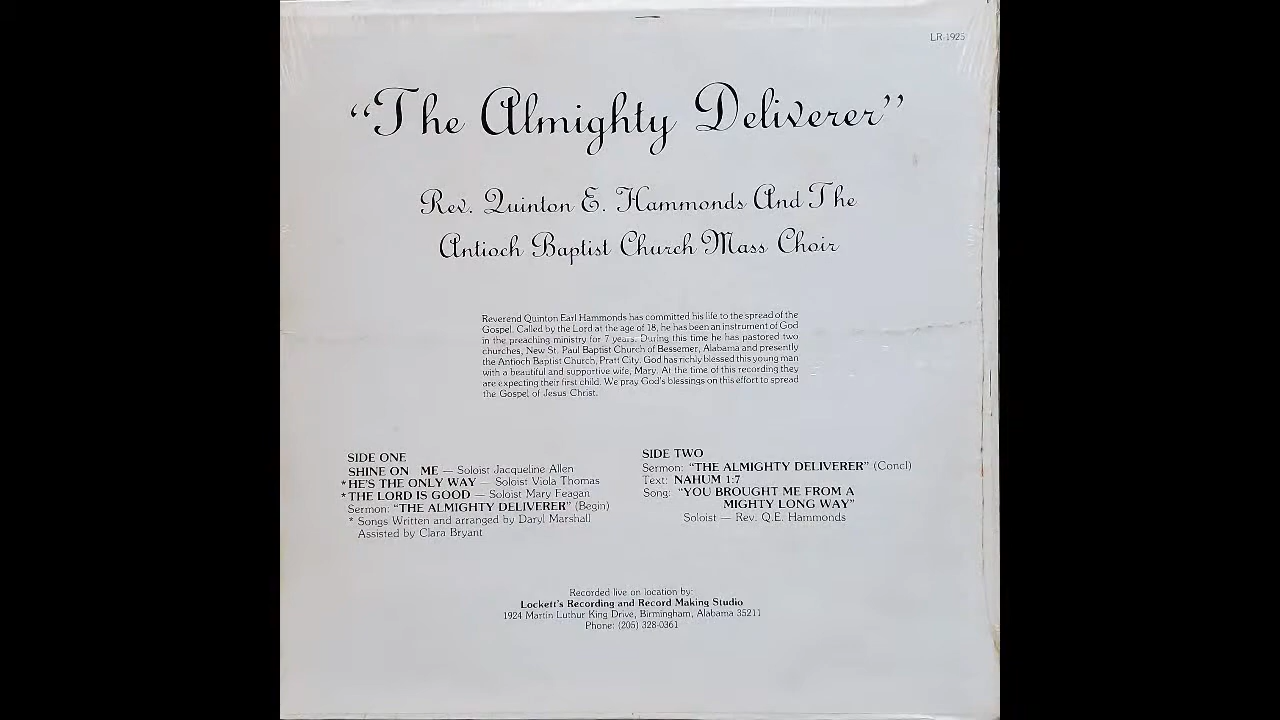 LR-1925
“The Almighty Deliverer”
Rev. Quinton E. Hammonds And The
Antioch Baptist Church Mass Choir
Reverend Quinton Earl Hammonds has committed his life to the spread of the
Gospel. Called by the Lord at the age of 18, he has been an instrument of God
in the preaching ministry for 7 years. During this time he has pastored two
churches, New St. Paul Baptist Church of Bessemer, Alabama and presently
the Antioch Baptist Church, Pratt City. God has richly blessed this young man
with a beautiful and supportive wife, Mary. At the time of this recording they
are expecting their first child. We pray God's blessings on this effort to spread
the Gospel of Jesus Christ.
SIDE ONE
SHINE ON ME — Soloist Jacqueline Allen
*HE'S THE ONLY WAY — Soloist Viola Thomas
*THE LORD IS GOOD — Soloist Mary Feagan
Sermon: “THE ALMIGHTY DELIVERER” (Begin)
* Songs Written and arranged by Daryl Marshall
Assisted by Clara Bryant
SIDE TWO
Sermon: “THE ALMIGHTY DELIVERER” (Concl)
Text: NAHUM 1:7
Song: “YOU BROUGHT ME FROM A
MIGHTY LONG WAY”
Soloist — Rev. Q.E. Hammonds
Recorded live on location by:
Lockett's Recording and Record Making Studio
1924 Martin Luthur King Drive, Birmingham, Alabama 35211
Phone: (205) 328-0361